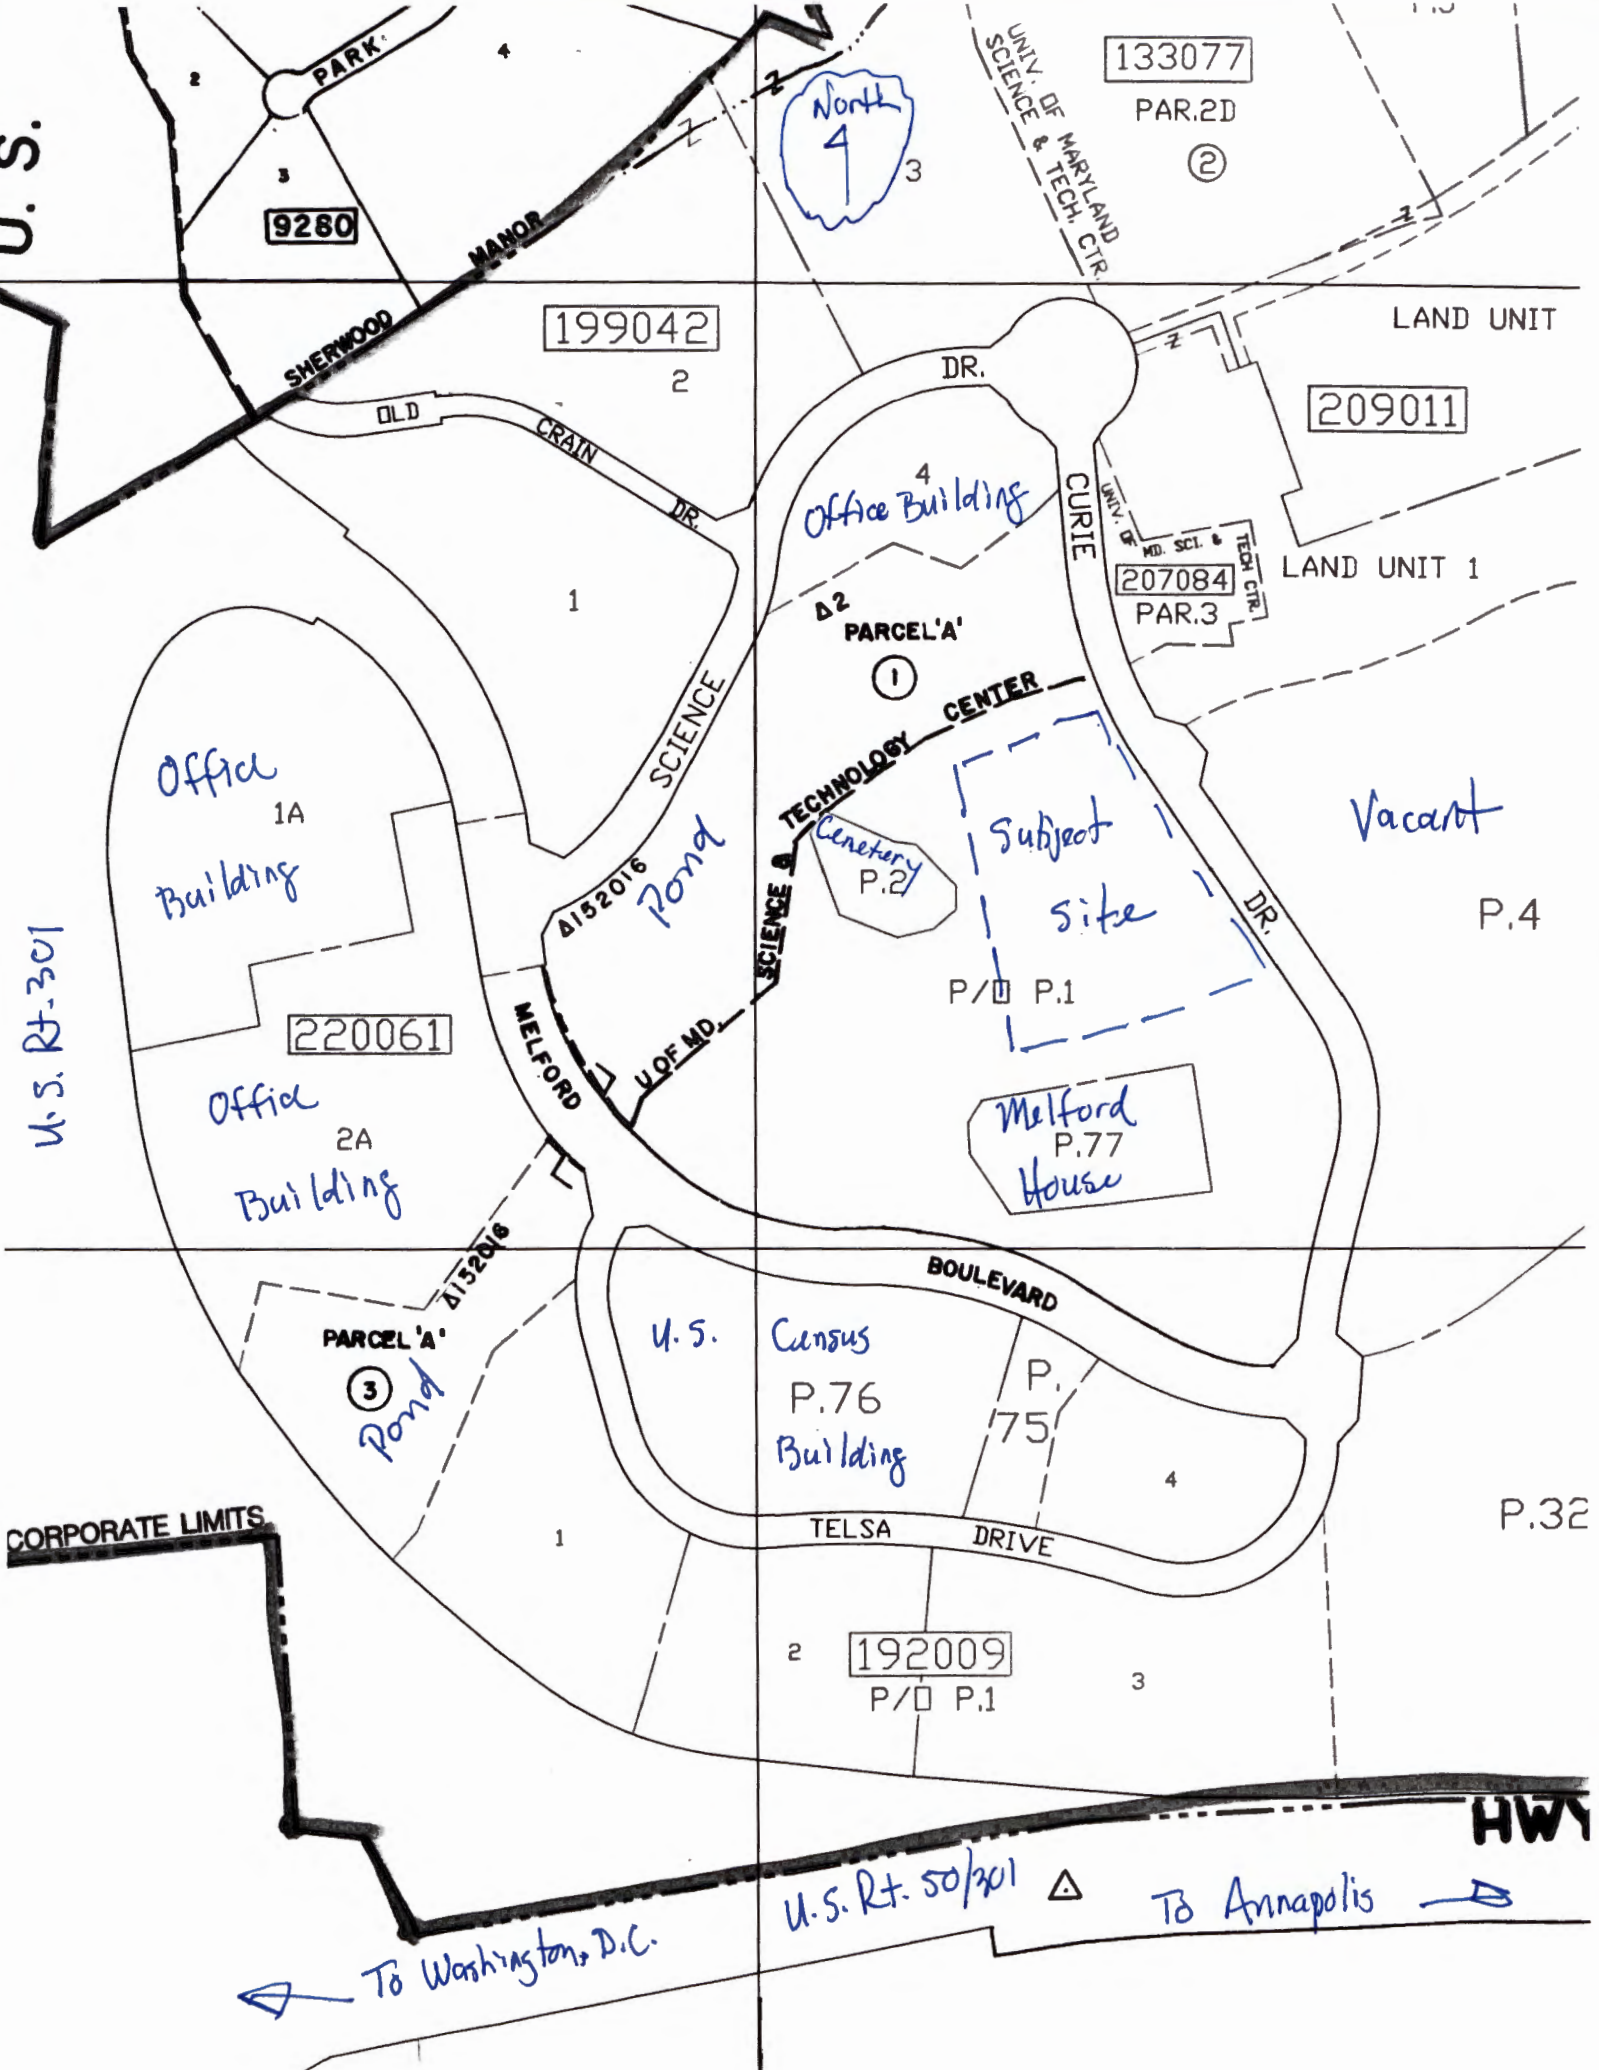 PARK
4
2
U. S.
3
9280
North
4
3
UNIV. OF MARYLAND
SCIENCE & TECH. CTR.
133077
PAR.2D
2
Z
Z
Z
SHERWOOD MANOR
199042
2
OLD CRAIN DR.
DR.
Z
LAND UNIT
209011
4
Office Building
CURIE
UNIV. OF
MD. SCI. &
TECH CTR.
207084
PAR.3
LAND UNIT 1
1
Δ2
PARCEL 'A'
1
SCIENCE
TECHNOLOGY CENTER
SCIENCE &
U OF MD.
Office
1A
Building
Δ152016
Pond
Cemetery
P.2
Subject
Site
DR.
Vacant
P.4
P/O P.1
U.S. Rt. 301
220061
MELFORD
Office
2A
Building
Melford
P.77
House
Δ152016
BOULEVARD
PARCEL 'A'
3
Pond
U.S. Census
P.76
Building
P.
75
4
CORPORATE LIMITS
1
TELSA DRIVE
P.32
2
192009
P/O P.1
3
HWY
U.S. Rt. 50/301
To Annapolis
To Washington, D.C.